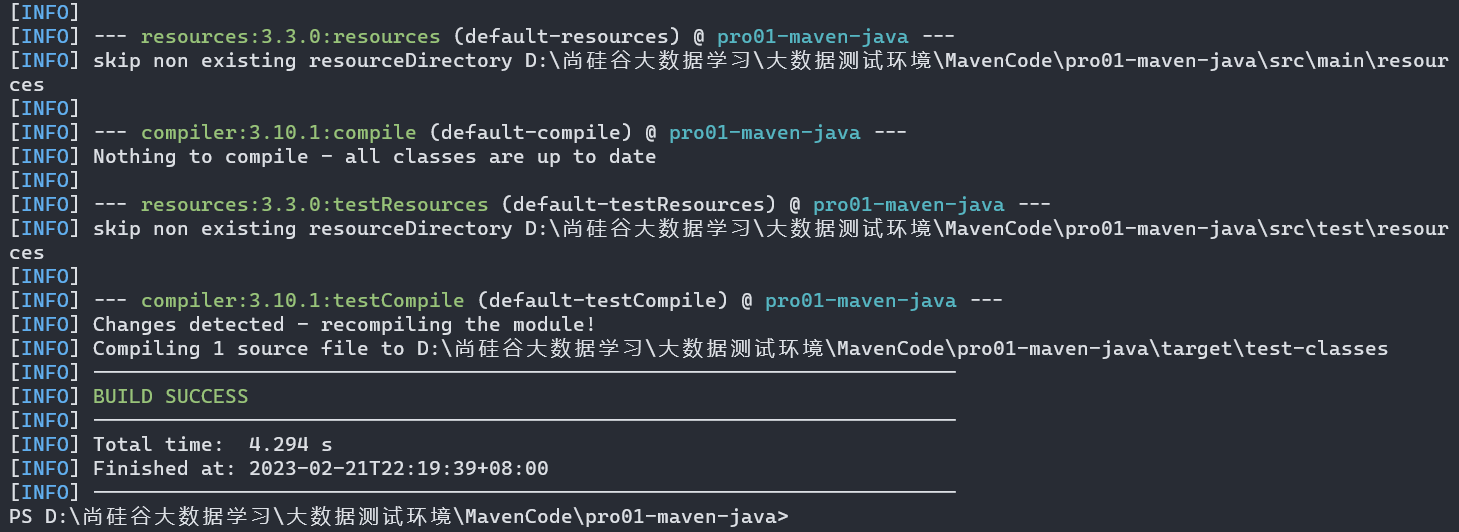 [INFO]
[INFO] --- resources:3.3.0:resources (default-resources) @ pro01-maven-java ---
[INFO] skip non existing resourceDirectory D:\尚硅谷大数据学习\大数据测试环境\MavenCode\pro01-maven-java\src\main\resour
ces
[INFO]
[INFO] --- compiler:3.10.1:compile (default-compile) @ pro01-maven-java ---
[INFO] Nothing to compile - all classes are up to date
[INFO]
[INFO] --- resources:3.3.0:testResources (default-testResources) @ pro01-maven-java ---
[INFO] skip non existing resourceDirectory D:\尚硅谷大数据学习\大数据测试环境\MavenCode\pro01-maven-java\src\test\resour
ces
[INFO]
[INFO] --- compiler:3.10.1:testCompile (default-testCompile) @ pro01-maven-java ---
[INFO] Changes detected - recompiling the module!
[INFO] Compiling 1 source file to D:\尚硅谷大数据学习\大数据测试环境\MavenCode\pro01-maven-java\target\test-classes
[INFO] ------------------------------------------------------------------------
[INFO] BUILD SUCCESS
[INFO] ------------------------------------------------------------------------
[INFO] Total time:  4.294 s
[INFO] Finished at: 2023-02-21T22:19:39+08:00
[INFO] ------------------------------------------------------------------------
PS D:\尚硅谷大数据学习\大数据测试环境\MavenCode\pro01-maven-java>